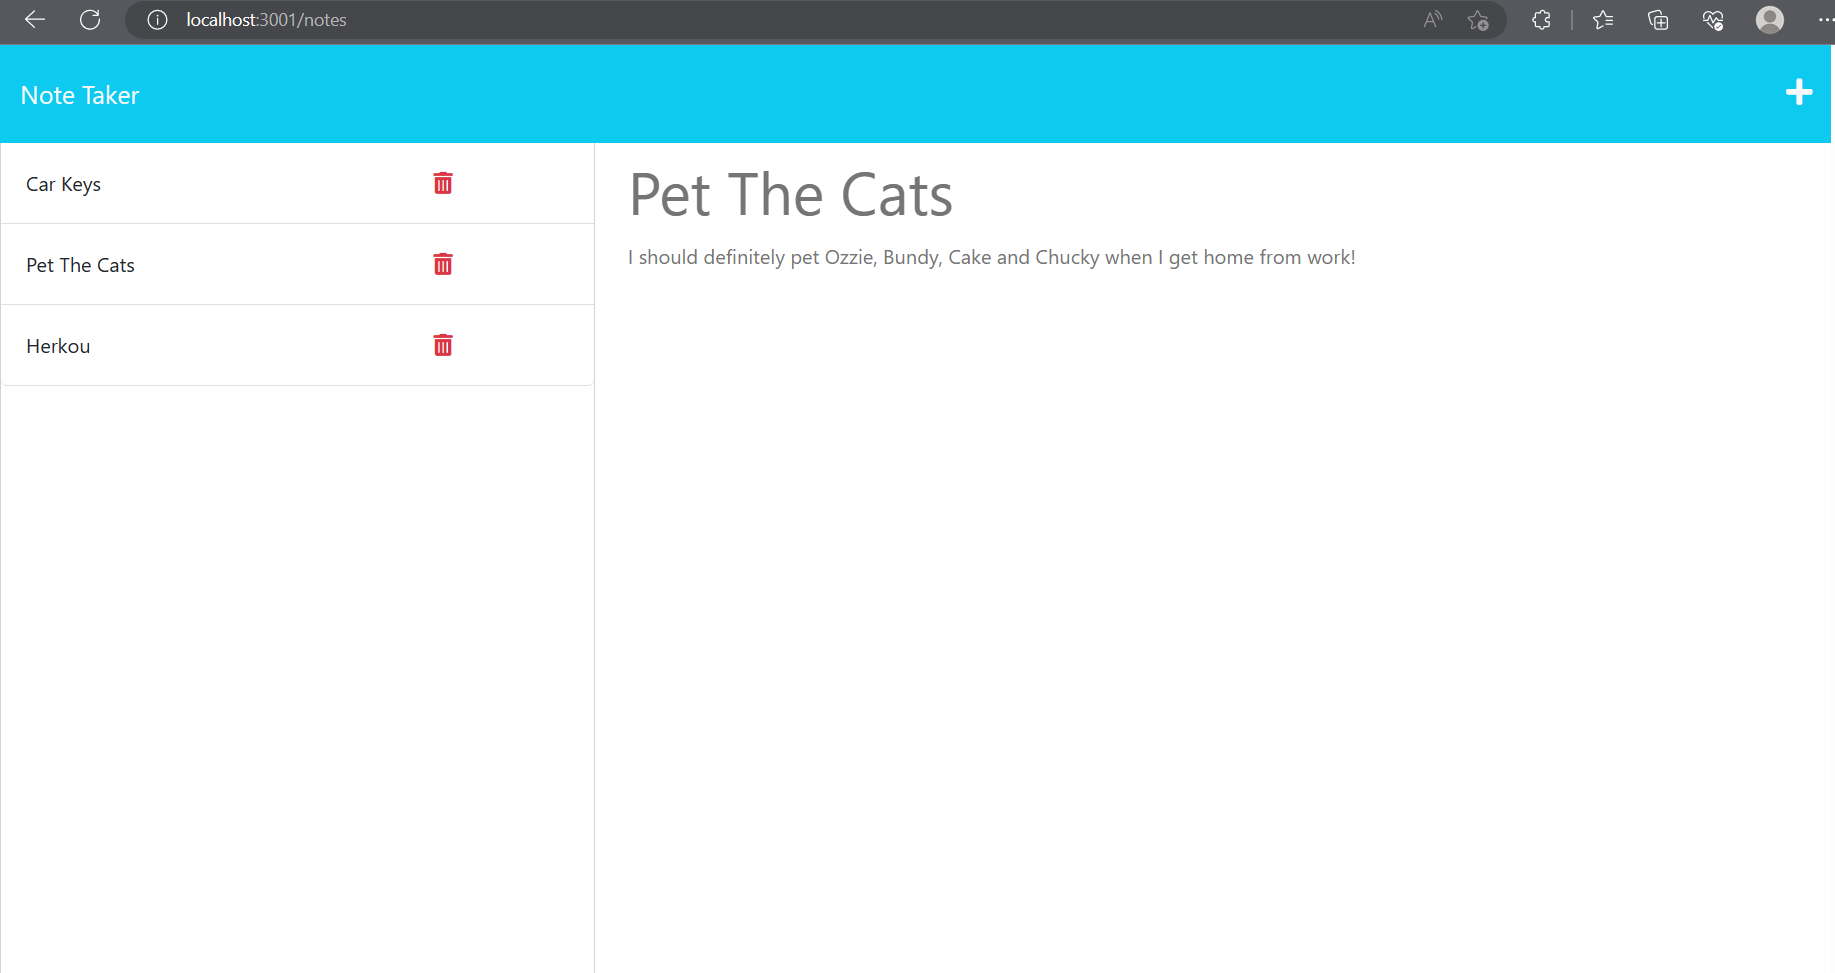 localhost:3001/notes
Note Taker
Car Keys
Pet The Cats
Herkou
Pet The Cats
I should definitely pet Ozzie, Bundy, Cake and Chucky when I get home from work!